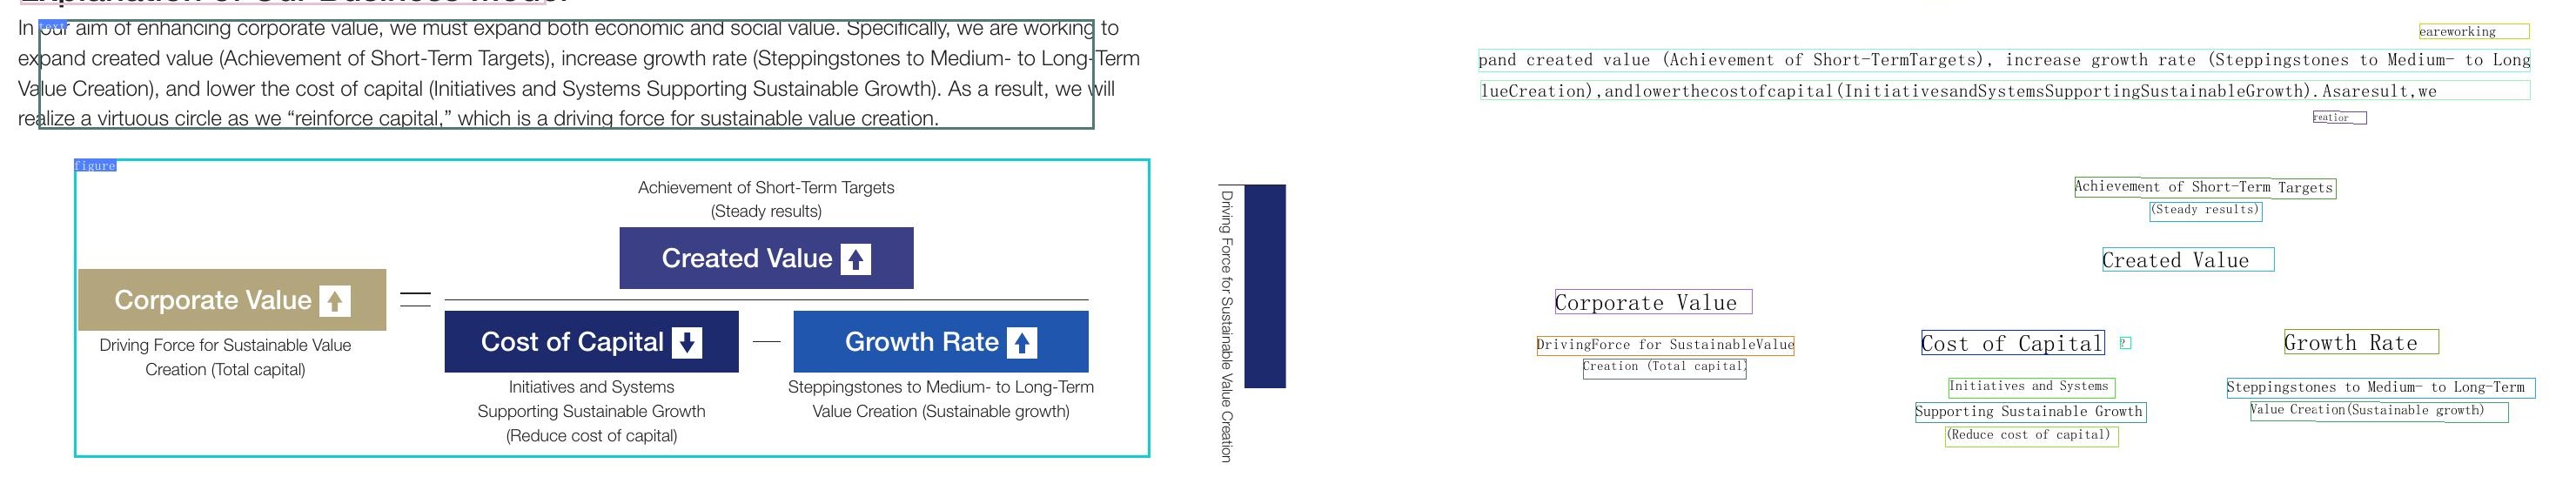 Explanation of Our Business Model
In our aim of enhancing corporate value, we must expand both economic and social value. Specifically, we are working to
expand created value (Achievement of Short-Term Targets), increase growth rate (Steppingstones to Medium- to Long-Term
Value Creation), and lower the cost of capital (Initiatives and Systems Supporting Sustainable Growth). As a result, we will
realize a virtuous circle as we “reinforce capital,” which is a driving force for sustainable value creation.
text
figure
Achievement of Short-Term Targets
(Steady results)
Created Value
Corporate Value
Driving Force for Sustainable Value
Creation (Total capital)
Cost of Capital
Growth Rate
Initiatives and Systems
Supporting Sustainable Growth
(Reduce cost of capital)
Steppingstones to Medium- to Long-Term
Value Creation (Sustainable growth)
Driving Force for Sustainable Value Creation
eareworking
pand created value (Achievement of Short-TermTargets), increase growth rate (Steppingstones to Medium- to Long
lueCreation),andlowerthecostofcapital(InitiativesandSystemsSupportingSustainableGrowth).Asaresult,we
reatior
Achievement of Short-Term Targets
(Steady results)
Created Value
Corporate Value
DrivingForce for SustainableValue
Creation (Total capital)
Cost of Capital
?
Growth Rate
Initiatives and Systems
Supporting Sustainable Growth
(Reduce cost of capital)
Steppingstones to Medium- to Long-Term
Value Creation(Sustainable growth)